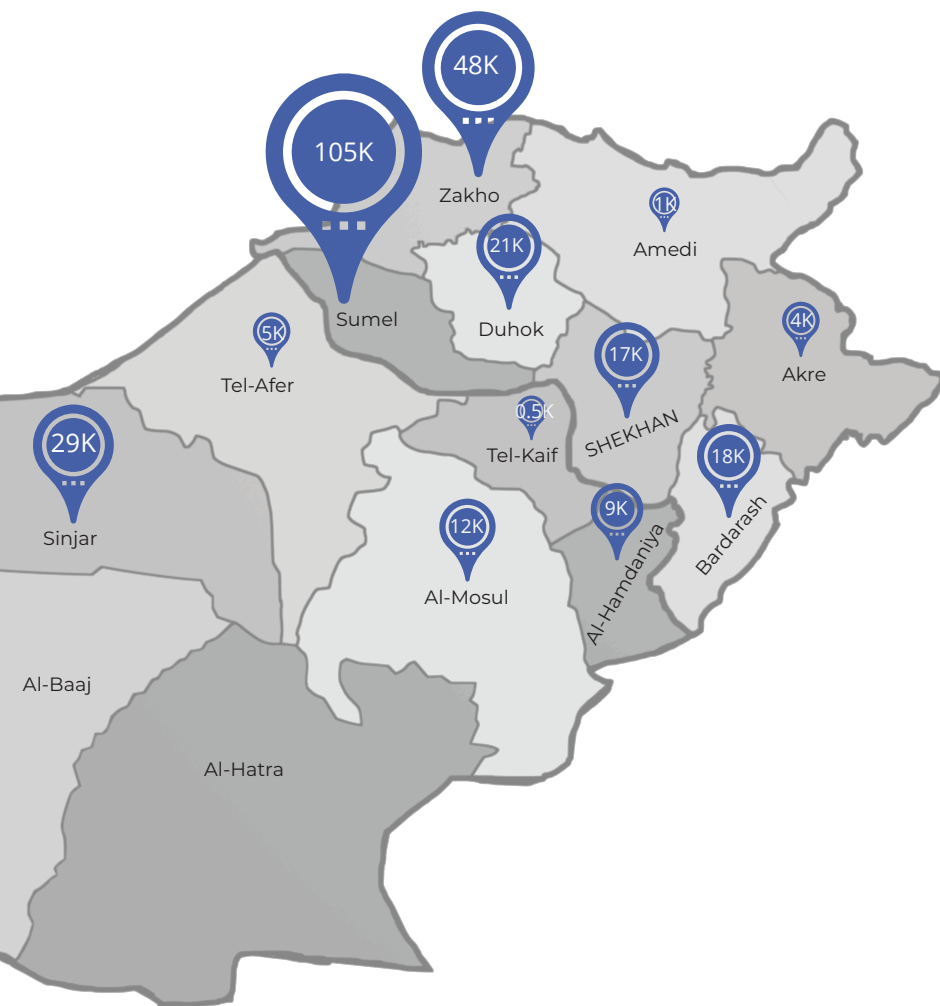 48K
105K
Zakho
1K
21K
Amedi
Sumel
Duhok
4K
5K
17K
Akre
Tel-Afer
0.5K
SHEKHAN
29K
Tel-Kaif
18K
Sinjar
12K
9K
Bardarash
Al-Mosul
Al-Hamdaniya
Al-Baaj
Al-Hatra